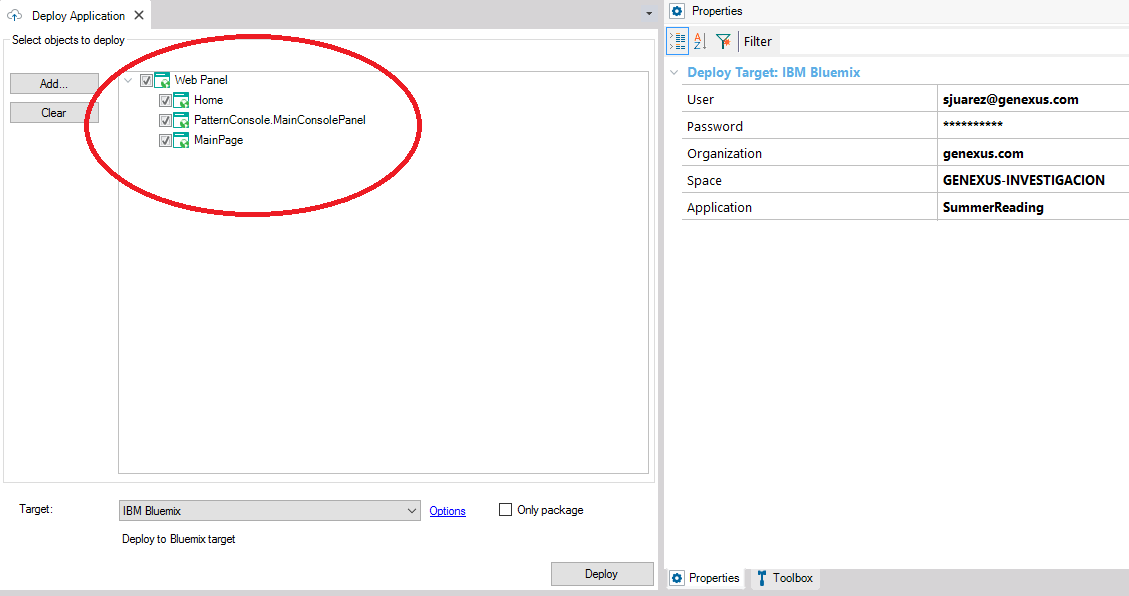 Deploy Application
Select objects to deploy
Add...
Clear
Web Panel
Home
PatternConsole.MainConsolePanel
MainPage
Target:
IBM Bluemix
Options
Only package
Deploy to Bluemix target
Deploy
Properties
A
Z
Filter
Deploy Target: IBM Bluemix
User
sjuarez@genexus.com
Password
**********
Organization
genexus.com
Space
GENEXUS-INVESTIGACION
Application
SummerReading
Properties
Toolbox